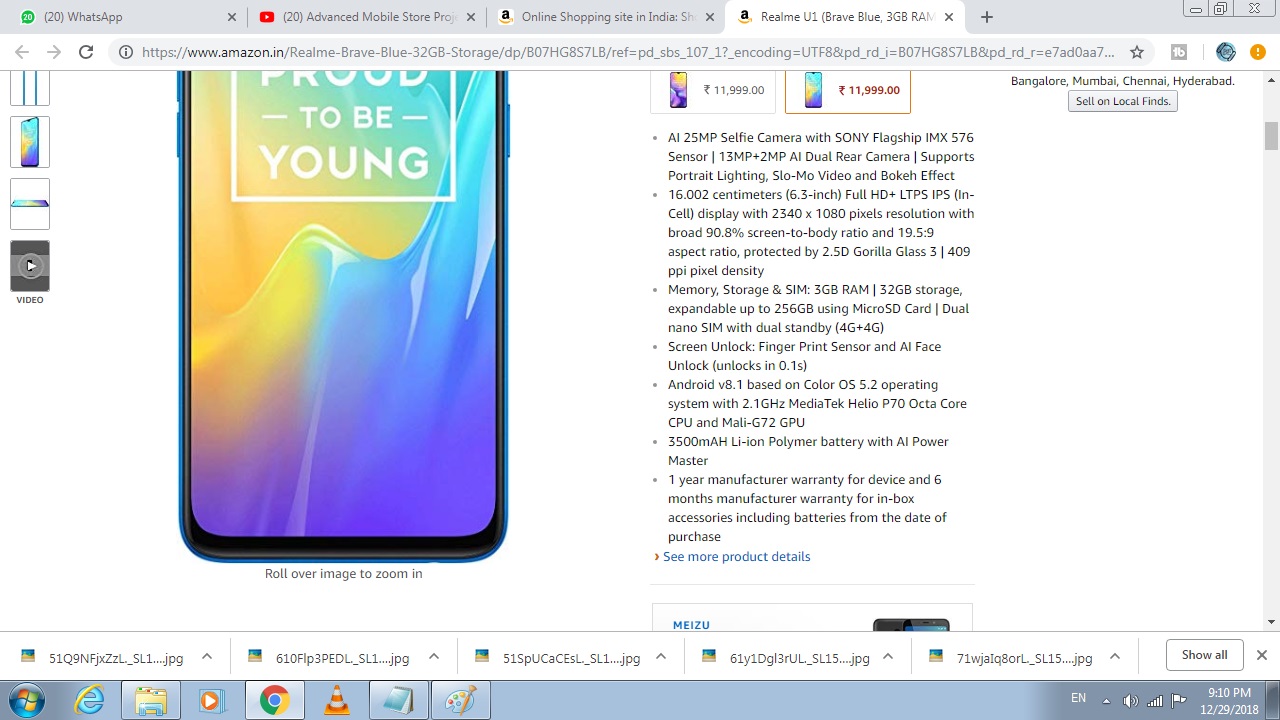 (20) WhatsApp
(20) Advanced Mobile Store Proje
Online Shopping site in India: Sh
Realme U1 (Brave Blue, 3GB RAM
https://www.amazon.in/Realme-Brave-Blue-32GB-Storage/dp/B07HG8S7LB/ref=pd_sbs_107_1?_encoding=UTF8&pd_rd_i=B07HG8S7LB&pd_rd_r=e7ad0aa7...
PROUD
— TO BE —
YOUNG
VIDEO
Roll over image to zoom in
₹ 11,999.00
₹ 11,999.00
• AI 25MP Selfie Camera with SONY Flagship IMX 576
Sensor | 13MP+2MP AI Dual Rear Camera | Supports
Portrait Lighting, Slo-Mo Video and Bokeh Effect
• 16.002 centimeters (6.3-inch) Full HD+ LTPS IPS (In-
Cell) display with 2340 x 1080 pixels resolution with
broad 90.8% screen-to-body ratio and 19.5:9
aspect ratio, protected by 2.5D Gorilla Glass 3 | 409
ppi pixel density
• Memory, Storage & SIM: 3GB RAM | 32GB storage,
expandable up to 256GB using MicroSD Card | Dual
nano SIM with dual standby (4G+4G)
• Screen Unlock: Finger Print Sensor and AI Face
Unlock (unlocks in 0.1s)
• Android v8.1 based on Color OS 5.2 operating
system with 2.1GHz MediaTek Helio P70 Octa Core
CPU and Mali-G72 GPU
• 3500mAH Li-ion Polymer battery with AI Power
Master
• 1 year manufacturer warranty for device and 6
months manufacturer warranty for in-box
accessories including batteries from the date of
purchase
› See more product details
MEIZU
Bangalore, Mumbai, Chennai, Hyderabad.
Sell on Local Finds.
51Q9NFjxZzL._SL1....jpg
610Flp3PEDL._SL1....jpg
51SpUCaCEsL._SL1....jpg
61y1Dgl3rUL._SL15....jpg
71wjaIq8orL._SL15....jpg
Show all
EN
9:10 PM
12/29/2018